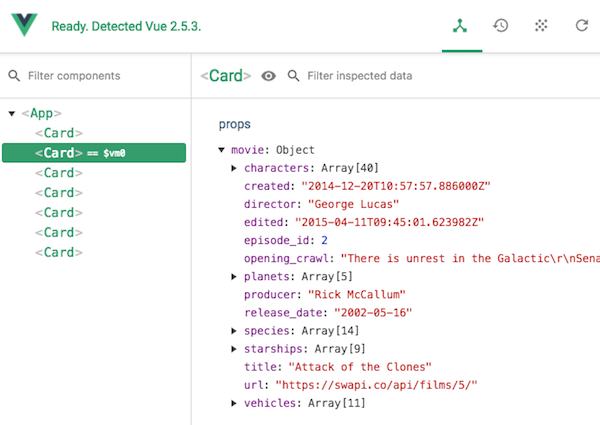 Ready. Detected Vue 2.5.3.
Filter components
<Card> Filter inspected data
<App>
<Card>
<Card> == $vm0
<Card>
<Card>
<Card>
<Card>
<Card>
props
movie: Object
characters: Array[40]
created: "2014-12-20T10:57:57.886000Z"
director: "George Lucas"
edited: "2015-04-11T09:45:01.623982Z"
episode_id: 2
opening_crawl: "There is unrest in the Galactic\r\nSena
planets: Array[5]
producer: "Rick McCallum"
release_date: "2002-05-16"
species: Array[14]
starships: Array[9]
title: "Attack of the Clones"
url: "https://swapi.co/api/films/5/"
vehicles: Array[11]